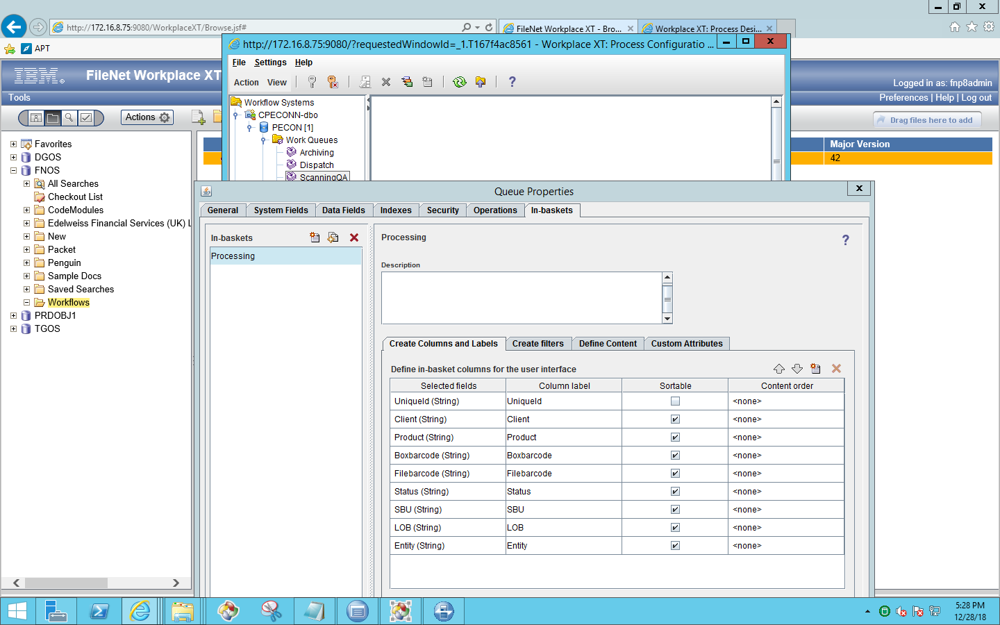 http://172.16.8.75:9080/WorkplaceXT/Browse.jsf#
FileNet Workplace XT - Bro...
Workplace XT: Process Desi...
APT
http://172.16.8.75:9080/?requestedWindowId=_1.T167f4ac8561 - Workplace XT: Process Configuratio ...
File Settings Help
Action View
IBM
FileNet Workplace XT
Logged in as: fnp8admin
Tools
Preferences | Help | Log out
Actions
Drag files here to add
Workflow Systems
CPECONN-dbo
PECON [1]
Work Queues
Archiving
Dispatch
ScanningQA
Major Version
42
Favorites
DGOS
FNOS
All Searches
Checkout List
CodeModules
Edelweiss Financial Services (UK) L
New
Packet
Penguin
Sample Docs
Saved Searches
Workflows
PRDOBJ1
TGOS
Queue Properties
General System Fields Data Fields Indexes Security Operations In-baskets
In-baskets
Processing
Processing
Description
Create Columns and Labels Create filters Define Content Custom Attributes
Define in-basket columns for the user interface
Selected fields Column label Sortable Content order
UniqueId (String) UniqueId <none>
Client (String) Client <none>
Product (String) Product <none>
Boxbarcode (String) Boxbarcode <none>
Filebarcode (String) Filebarcode <none>
Status (String) Status <none>
SBU (String) SBU <none>
LOB (String) LOB <none>
Entity (String) Entity <none>
5:28 PM
12/28/18